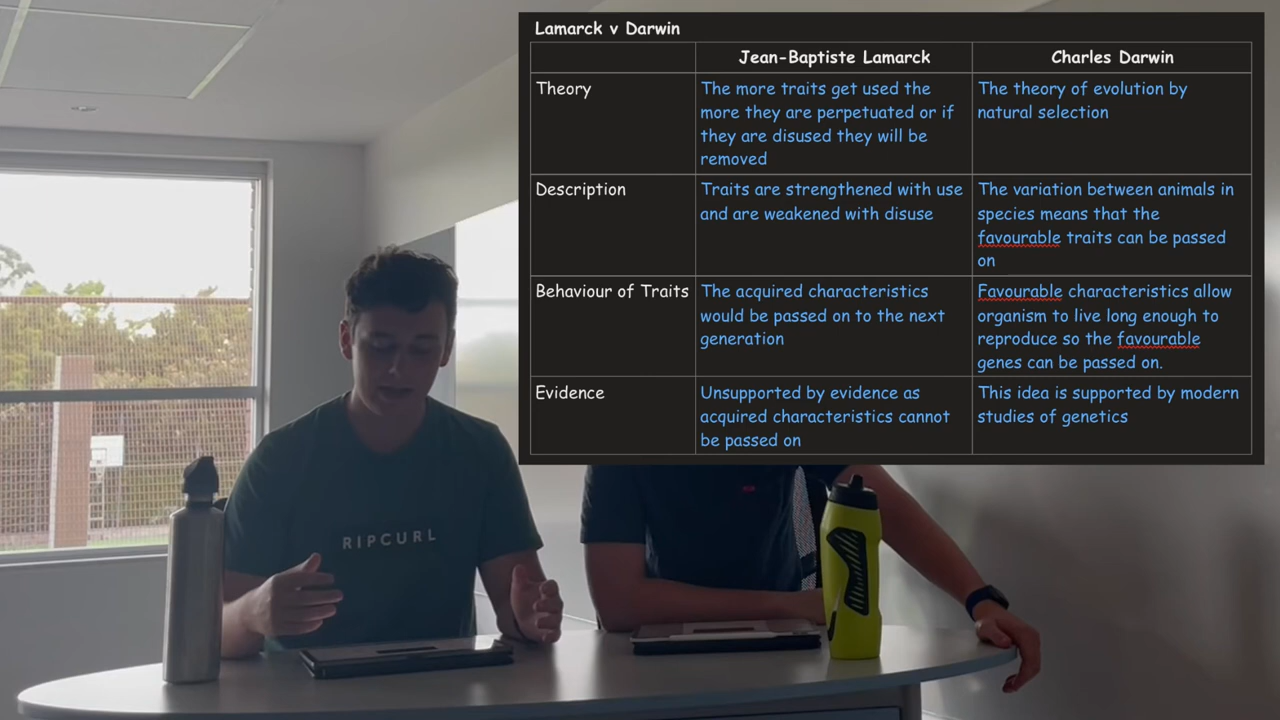 Lamarck v Darwin
Jean-Baptiste Lamarck
Charles Darwin
Theory
The more traits get used the
more they are perpetuated or if
they are disused they will be
removed
The theory of evolution by
natural selection
Description
Traits are strengthened with use
and are weakened with disuse
The variation between animals in
species means that the
favourable traits can be passed
on
Behaviour of Traits
The acquired characteristics
would be passed on to the next
generation
Favourable characteristics allow
organism to live long enough to
reproduce so the favourable
genes can be passed on.
Evidence
Unsupported by evidence as
acquired characteristics cannot
be passed on
This idea is supported by modern
studies of genetics
RIPCURL